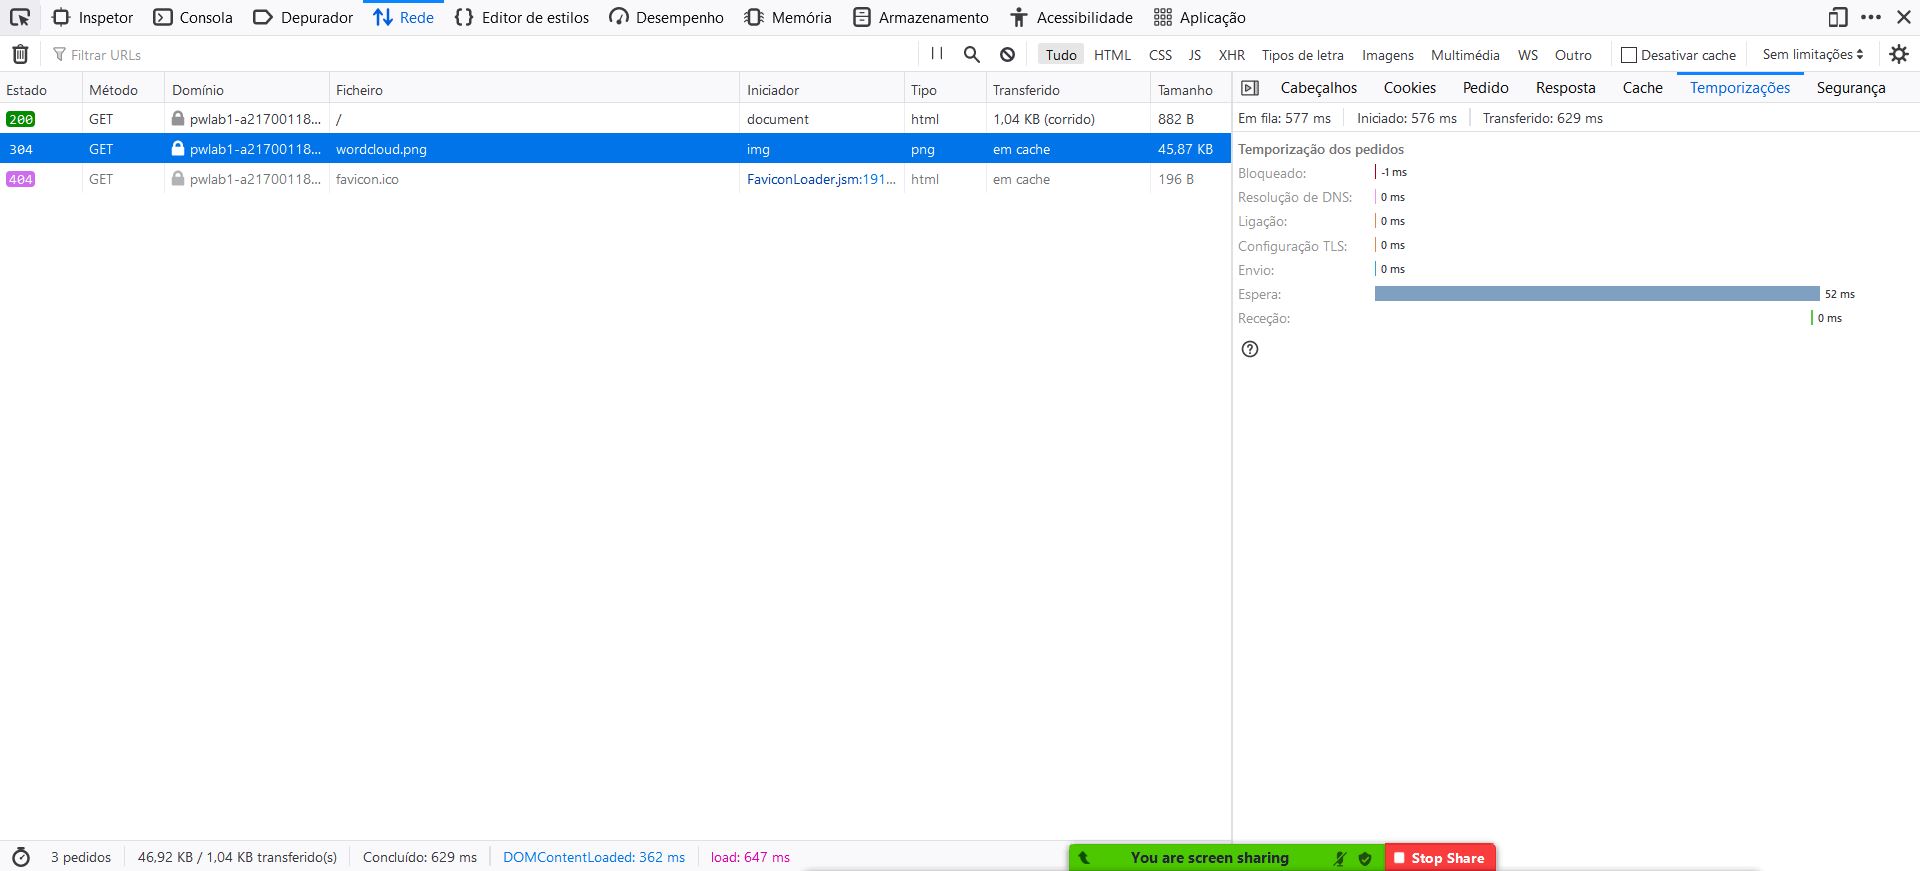 Inspetor Consola Depurador Rede Editor de estilos Desempenho Memória Armazenamento Acessibilidade Aplicação
Filtrar URLs Tudo HTML CSS JS XHR Tipos de letra Imagens Multimédia WS Outro Desativar cache Sem limitações
Estado Método Domínio Ficheiro Iniciador Tipo Transferido Tamanho
200 GET pwlab1-a21700118... / document html 1,04 KB (corrido) 882 B
304 GET pwlab1-a21700118... wordcloud.png img png em cache 45,87 KB
404 GET pwlab1-a21700118... favicon.ico FaviconLoader.jsm:191... html em cache 196 B
Cabeçalhos Cookies Pedido Resposta Cache Temporizações Segurança
Em fila: 577 ms Iniciado: 576 ms Transferido: 629 ms
Temporização dos pedidos
Bloqueado: -1 ms
Resolução de DNS: 0 ms
Ligação: 0 ms
Configuração TLS: 0 ms
Envio: 0 ms
Espera: 52 ms
Receção: 0 ms
3 pedidos 46,92 KB / 1,04 KB transferido(s) Concluído: 629 ms DOMContentLoaded: 362 ms load: 647 ms
You are screen sharing Stop Share